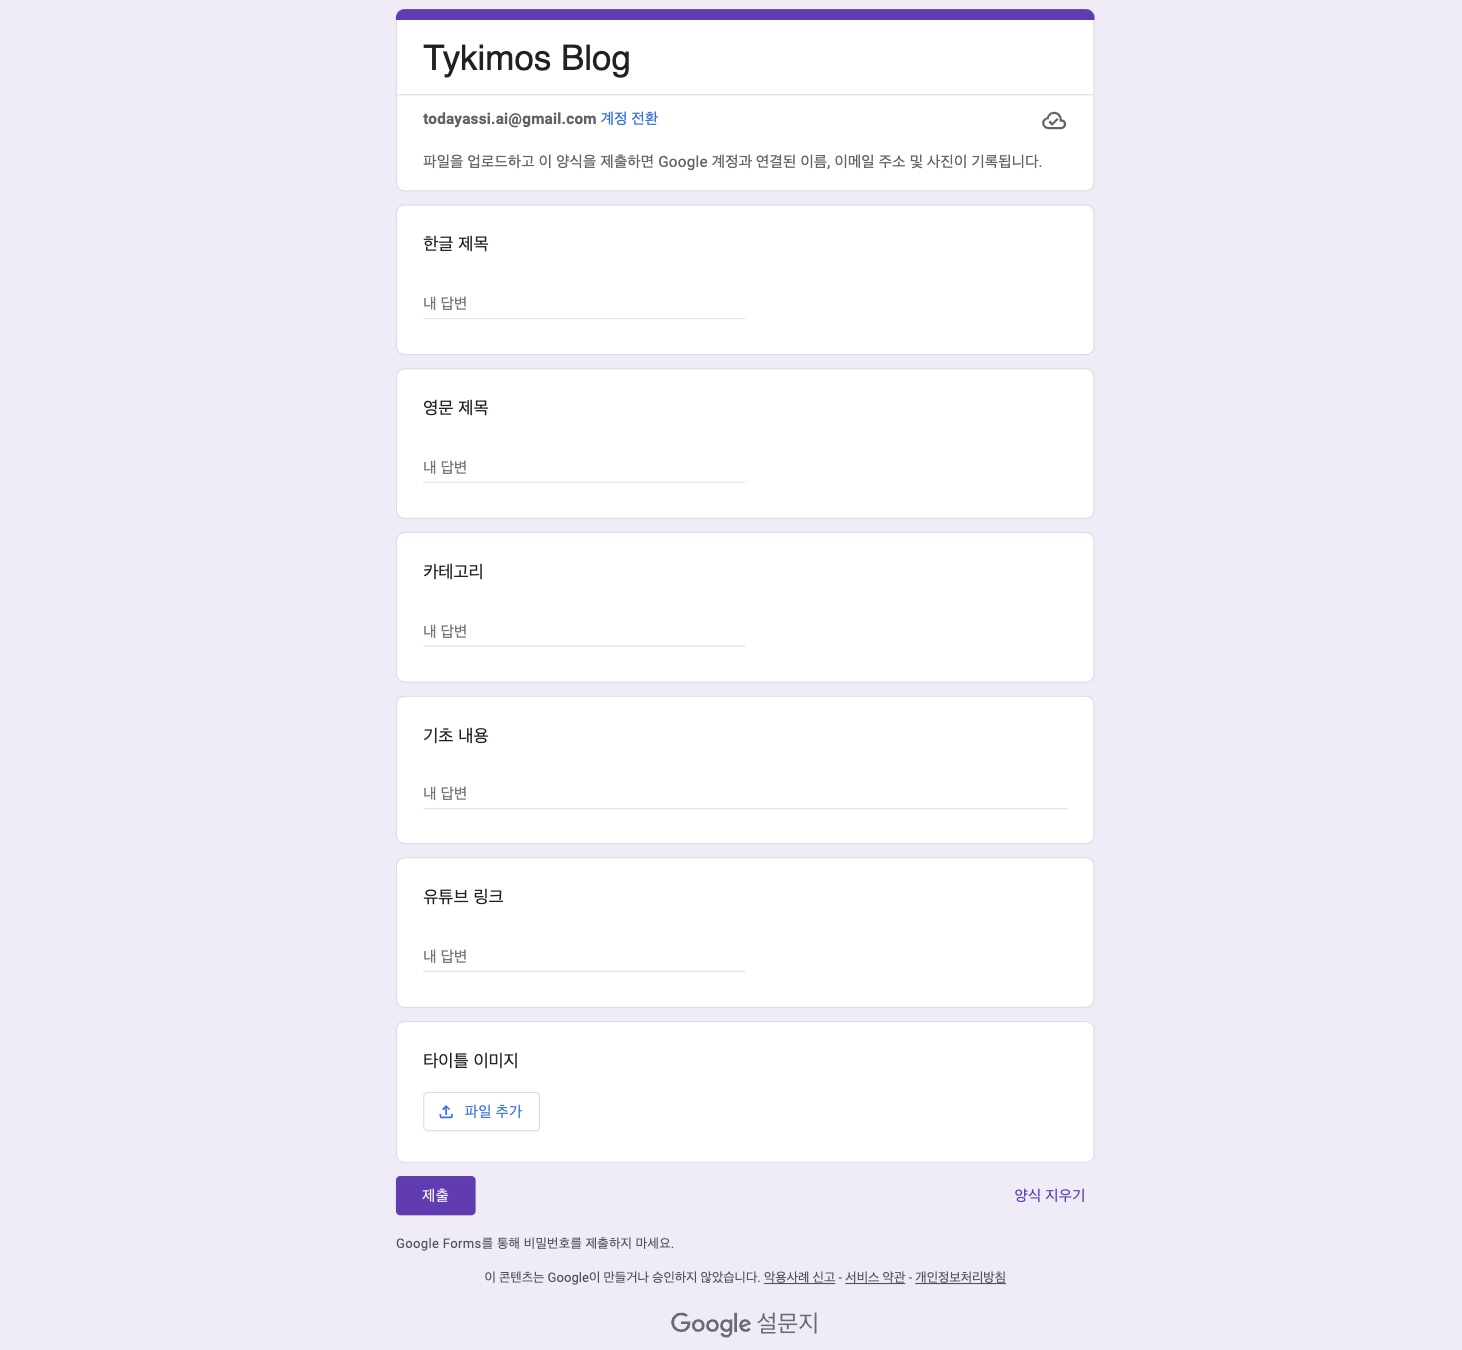 Tykimos Blog
todayassi.ai@gmail.com 계정 전환
파일을 업로드하고 이 양식을 제출하면 Google 계정과 연결된 이름, 이메일 주소 및 사진이 기록됩니다.
한글 제목
내 답변
영문 제목
내 답변
카테고리
내 답변
기초 내용
내 답변
유튜브 링크
내 답변
타이틀 이미지
파일 추가
제출 양식 지우기
Google Forms를 통해 비밀번호를 제출하지 마세요.
이 콘텐츠는 Google이 만들거나 승인하지 않았습니다. 악용사례 신고 - 서비스 약관 - 개인정보처리방침
Google 설문지